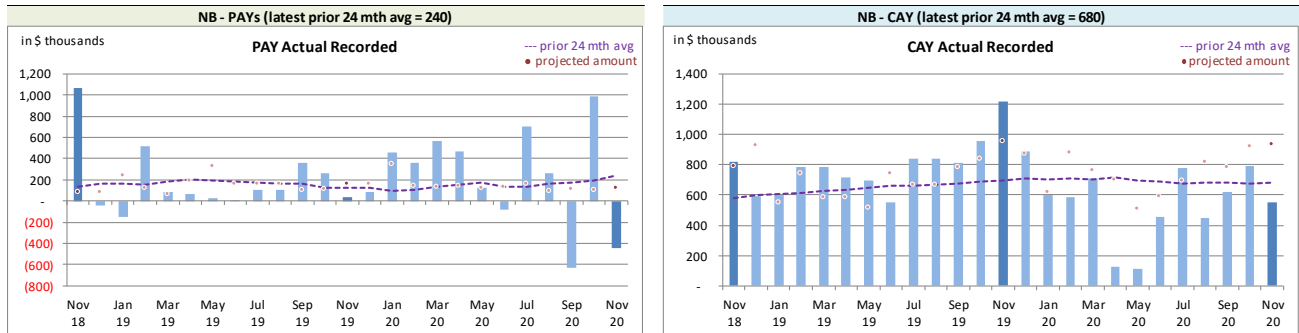 NB - PAYs (latest prior 24 mth avg = 240)
in $ thousands
PAY Actual Recorded
--- prior 24 mth avg
• projected amount
1,200
1,000
800
600
400
200
-
(200)
(400)
(600)
(800)
Nov Jan Mar May Jul Sep Nov Jan Mar May Jul Sep Nov
18 19 19 19 19 19 19 20 20 20 20 20 20
NB - CAY (latest prior 24 mth avg = 680)
in $ thousands
CAY Actual Recorded
--- prior 24 mth avg
• projected amount
1,400
1,200
1,000
800
600
400
200
-
Nov Jan Mar May Jul Sep Nov Jan Mar May Jul Sep Nov
18 19 19 19 19 19 19 20 20 20 20 20 20